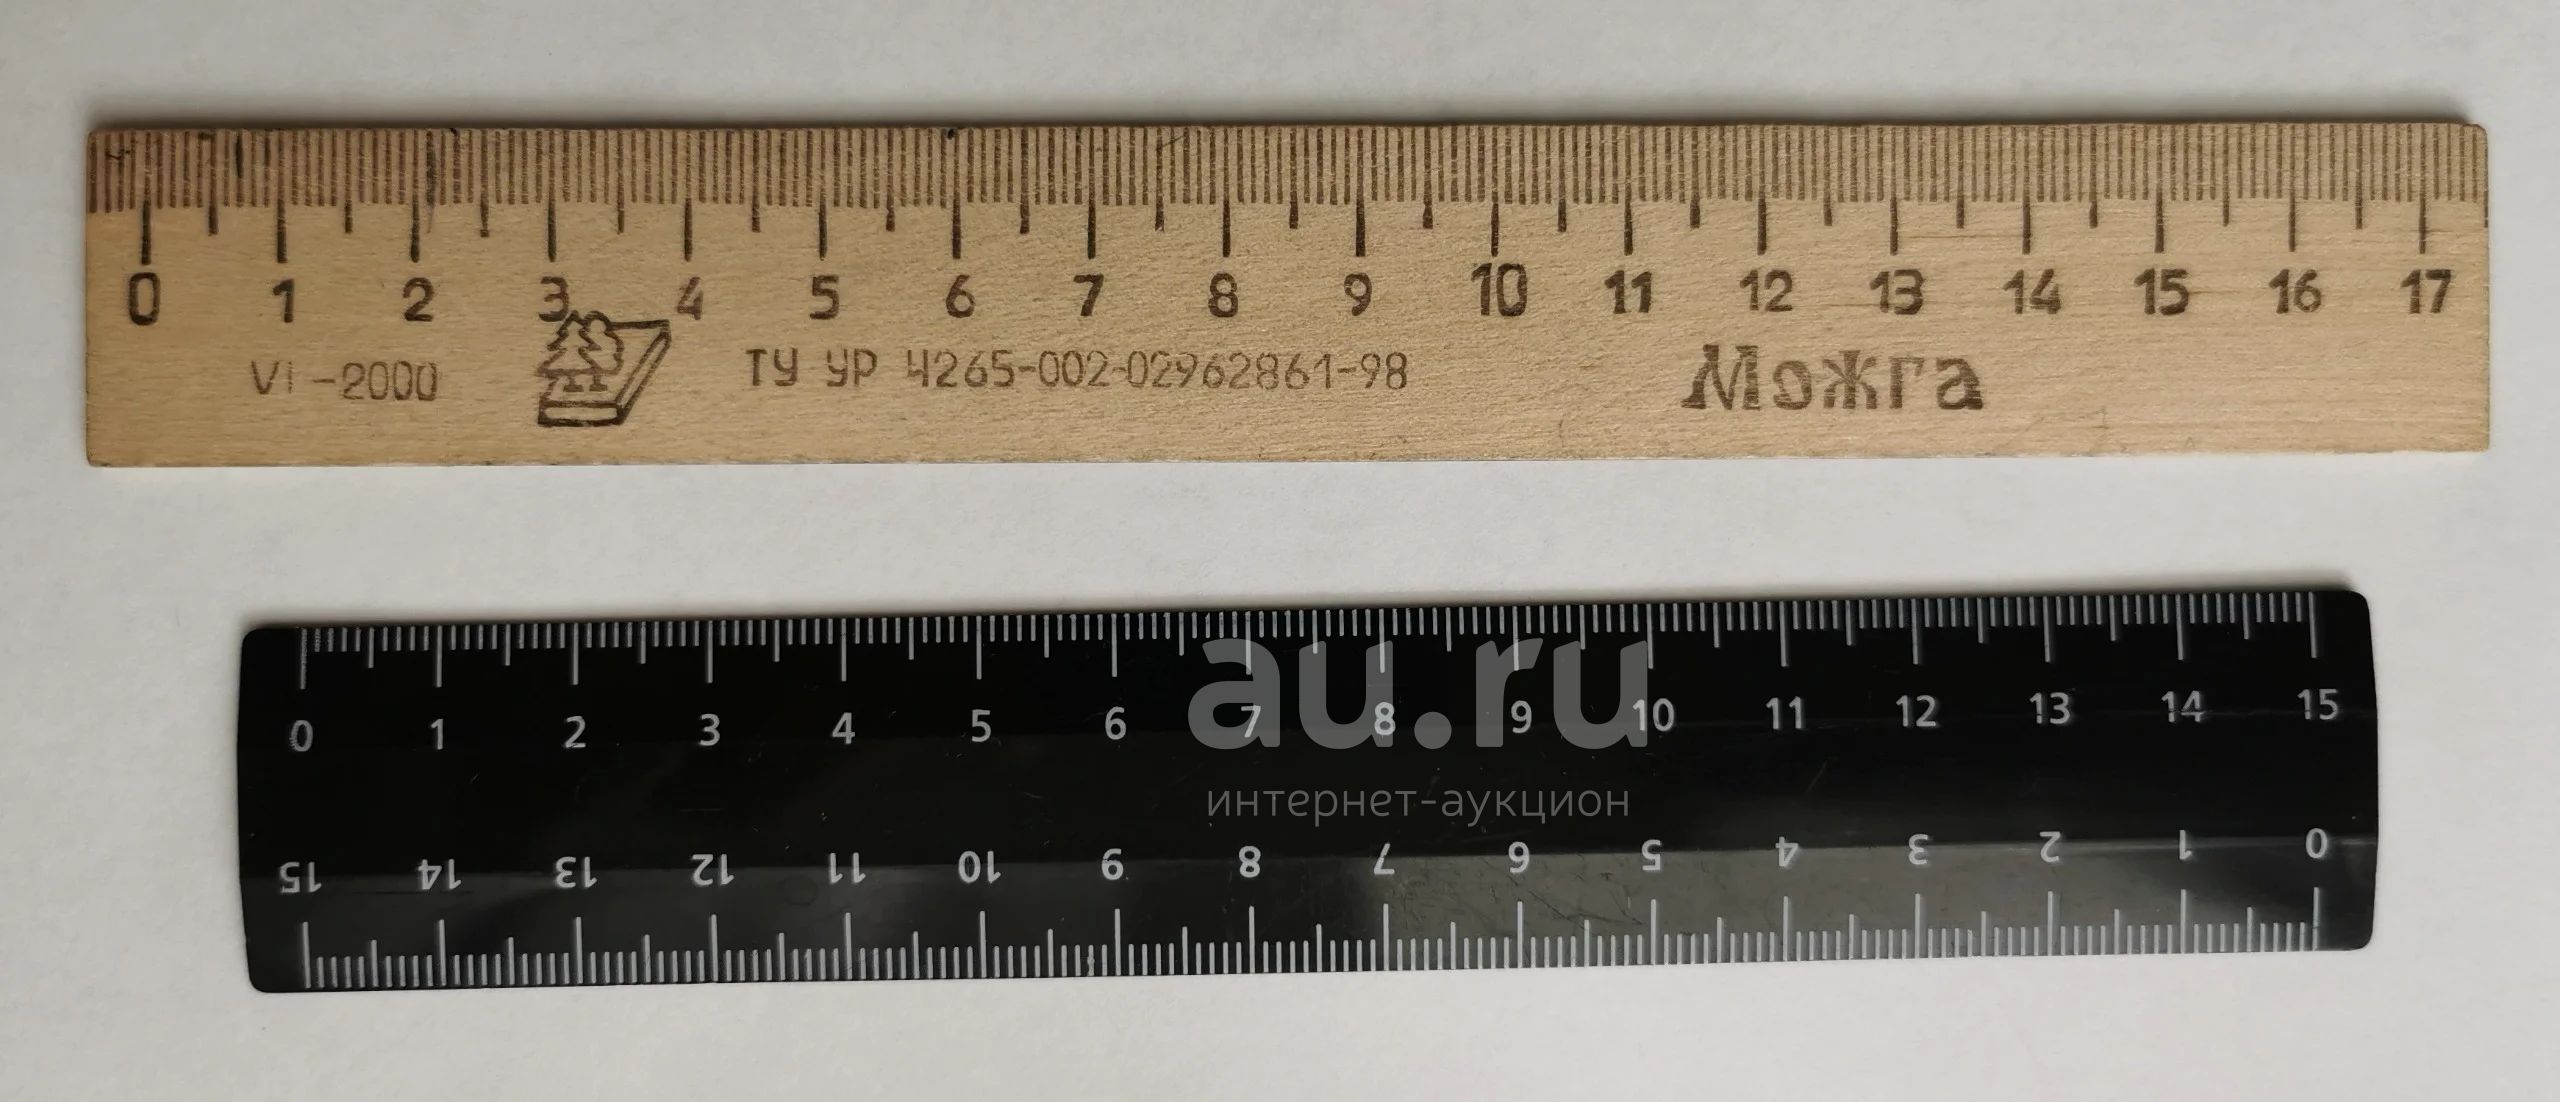 0 1 2 3 4 5 6 7 8 9 10 11 12 13 14 15 16 17
VI-2000 ТУ УР 4265-002-02962861-98 Можга
0 1 2 3 4 5 6 7 8 9 10 11 12 13 14 15
au.ru
интернет-аукцион
15 14 13 12 11 10 9 8 7 6 5 4 3 2 1 0